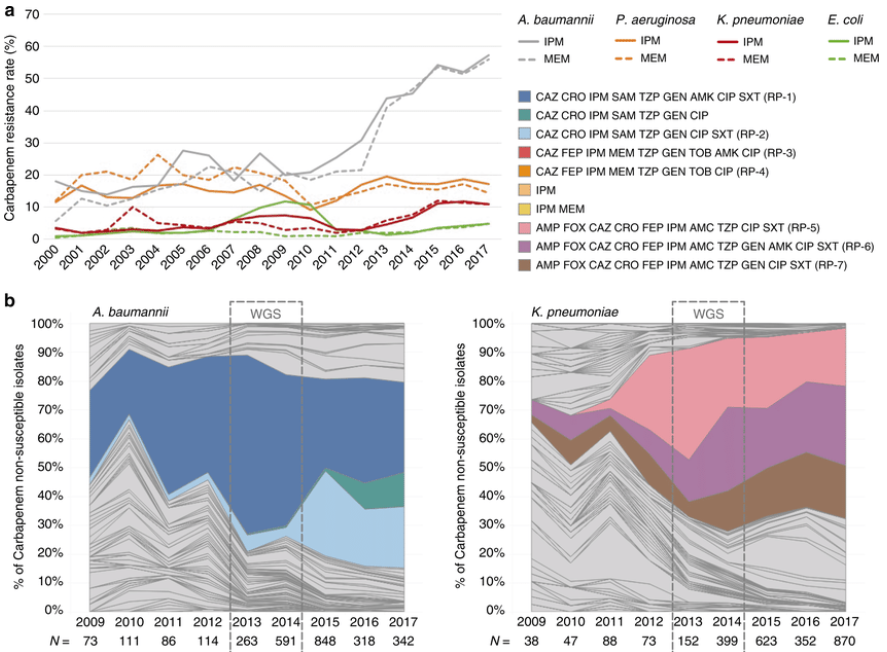 a
Carbapenem resistance rate (%)
70
60
50
40
30
20
10
0
2000 2001 2002 2003 2004 2005 2006 2007 2008 2009 2010 2011 2012 2013 2014 2015 2016 2017
A. baumannii P. aeruginosa K. pneumoniae E. coli
IPM IPM IPM IPM
MEM MEM MEM MEM
CAZ CRO IPM SAM TZP GEN AMK CIP SXT (RP-1)
CAZ CRO IPM SAM TZP GEN CIP
CAZ CRO IPM SAM TZP GEN CIP SXT (RP-2)
CAZ FEP IPM MEM TZP GEN TOB AMK CIP (RP-3)
CAZ FEP IPM MEM TZP GEN TOB CIP (RP-4)
IPM
IPM MEM
AMP FOX CAZ CRO FEP IPM AMC TZP CIP SXT (RP-5)
AMP FOX CAZ CRO FEP IPM AMC TZP GEN AMK CIP SXT (RP-6)
AMP FOX CAZ CRO FEP IPM AMC TZP GEN CIP SXT (RP-7)
b
A. baumannii
WGS
% of Carbapenem non-susceptible isolates
100%
90%
80%
70%
60%
50%
40%
30%
20%
10%
0%
2009 2010 2011 2012 2013 2014 2015 2016 2017
N = 73 111 86 114 263 591 848 318 342
K. pneumoniae
WGS
% of Carbapenem non-susceptible isolates
100%
90%
80%
70%
60%
50%
40%
30%
20%
10%
0%
2009 2010 2011 2012 2013 2014 2015 2016 2017
N = 38 47 88 73 152 399 623 352 870